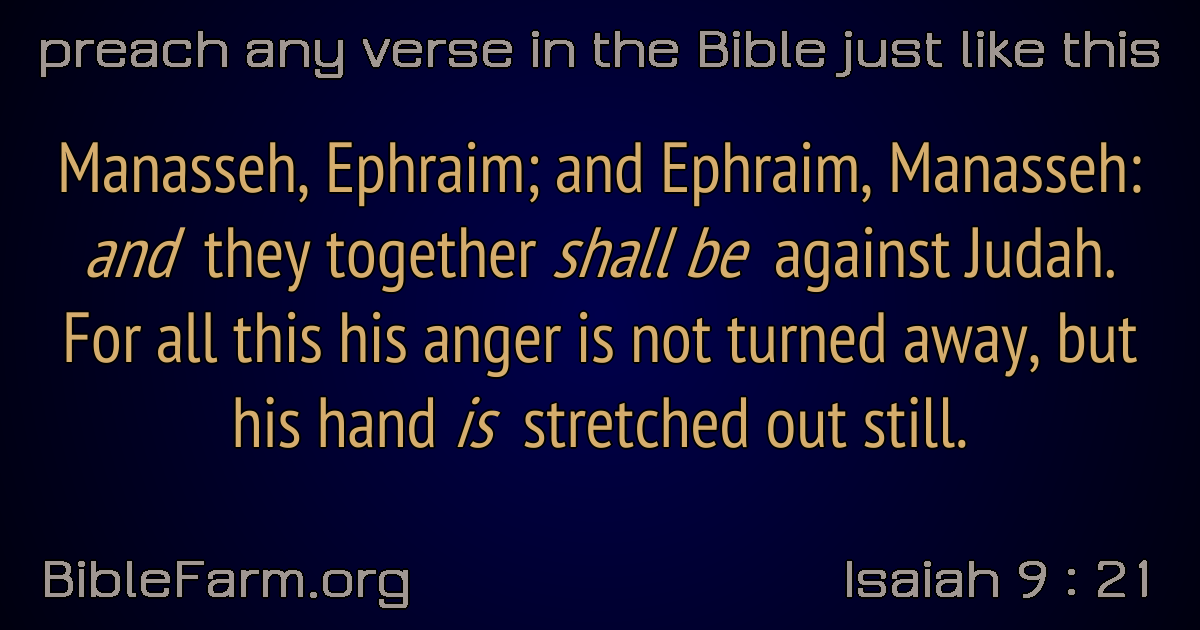 preach any verse in the Bible just like this
Manasseh, Ephraim; and Ephraim, Manasseh:
and they together shall be against Judah.
For all this his anger is not turned away, but
his hand is stretched out still.
BibleFarm.org
Isaiah 9 : 21